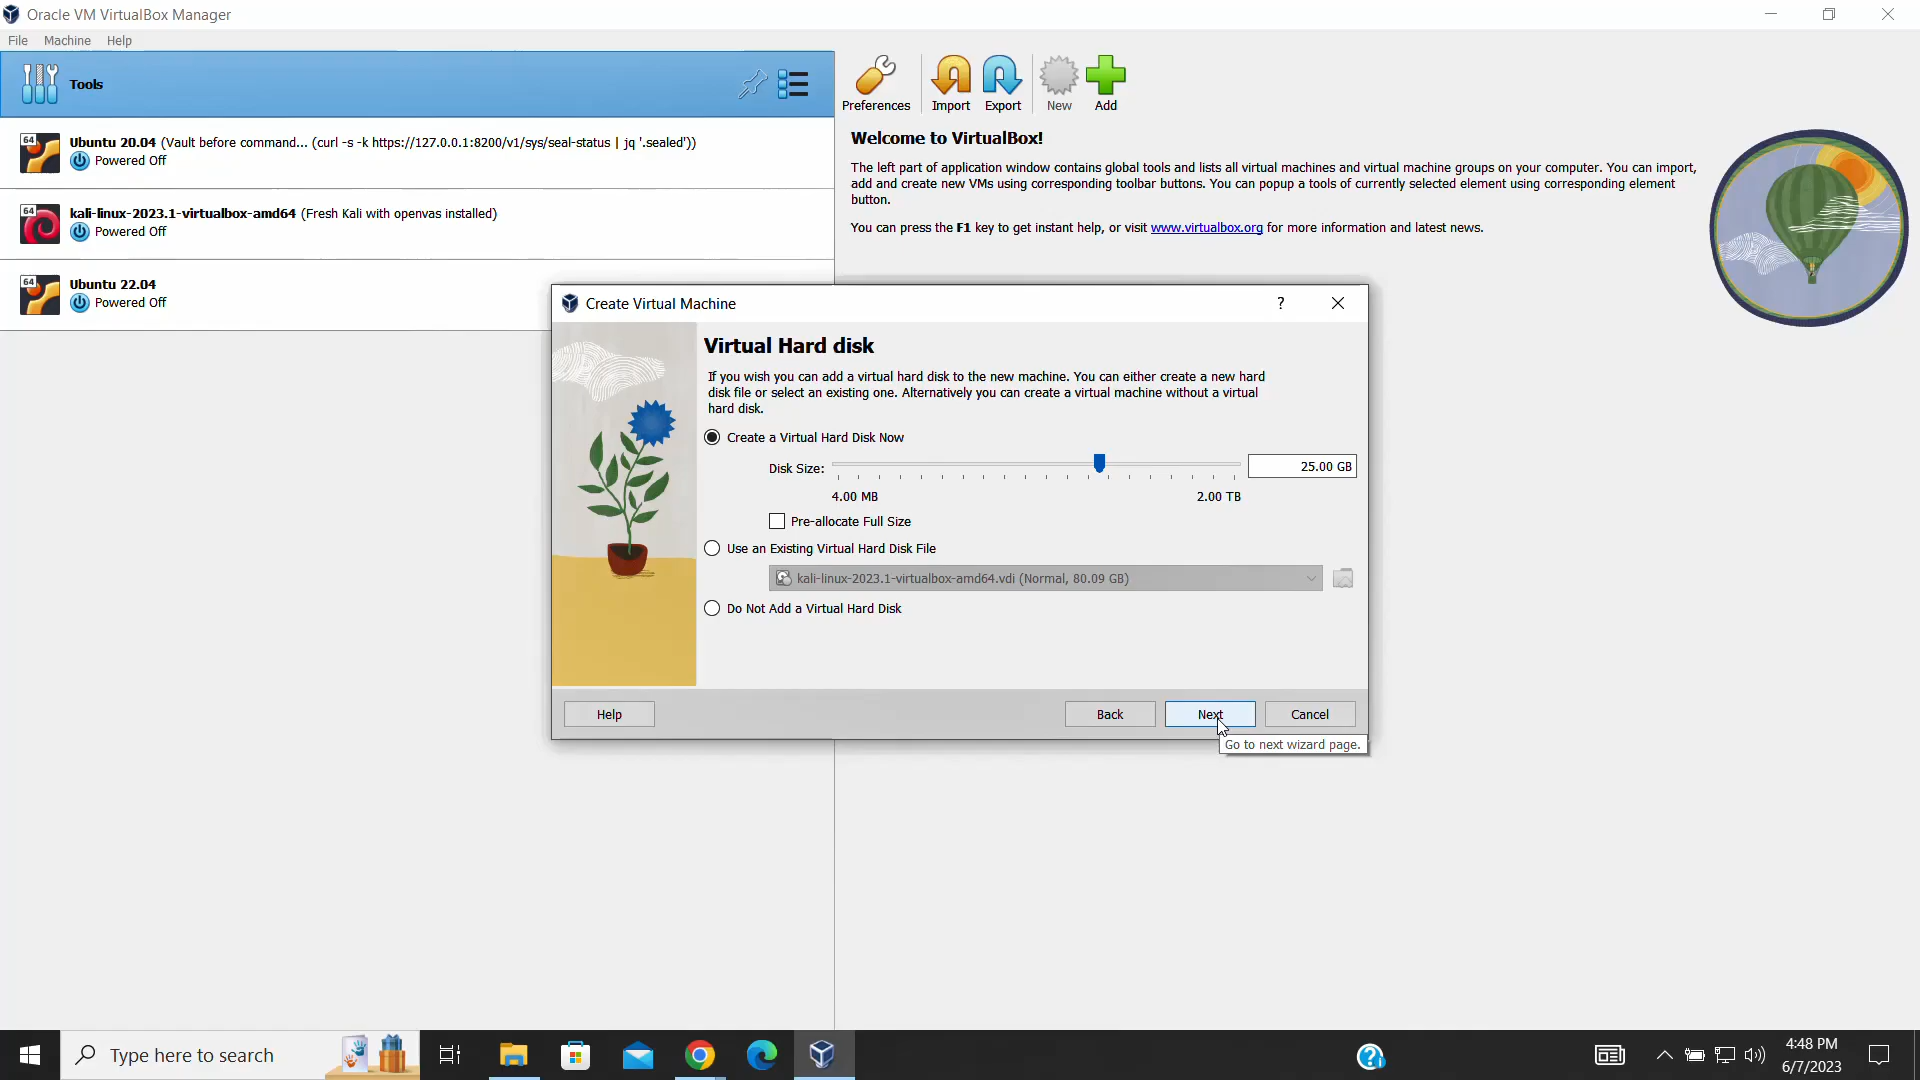 Oracle VM VirtualBox Manager
File Machine Help
Tools
Preferences
Import
Export
New
Add
64
Ubuntu 20.04 (Vault before command... (curl -s -k https://127.0.0.1:8200/v1/sys/seal-status | jq '.sealed'))
Powered Off
64
kali-linux-2023.1-virtualbox-amd64 (Fresh Kali with openvas installed)
Powered Off
64
Ubuntu 22.04
Powered Off
Welcome to VirtualBox!
The left part of application window contains global tools and lists all virtual machines and virtual machine groups on your computer. You can import,
add and create new VMs using corresponding toolbar buttons. You can popup a tools of currently selected element using corresponding element
button.
You can press the F1 key to get instant help, or visit www.virtualbox.org for more information and latest news.
Create Virtual Machine
?
Virtual Hard disk
If you wish you can add a virtual hard disk to the new machine. You can either create a new hard
disk file or select an existing one. Alternatively you can create a virtual machine without a virtual
hard disk.
Create a Virtual Hard Disk Now
Disk Size:
25.00 GB
4.00 MB
2.00 TB
Pre-allocate Full Size
Use an Existing Virtual Hard Disk File
kali-linux-2023.1-virtualbox-amd64.vdi (Normal, 80.09 GB)
Do Not Add a Virtual Hard Disk
Help
Back
Next
Cancel
Go to next wizard page.
Type here to search
4:48 PM
6/7/2023